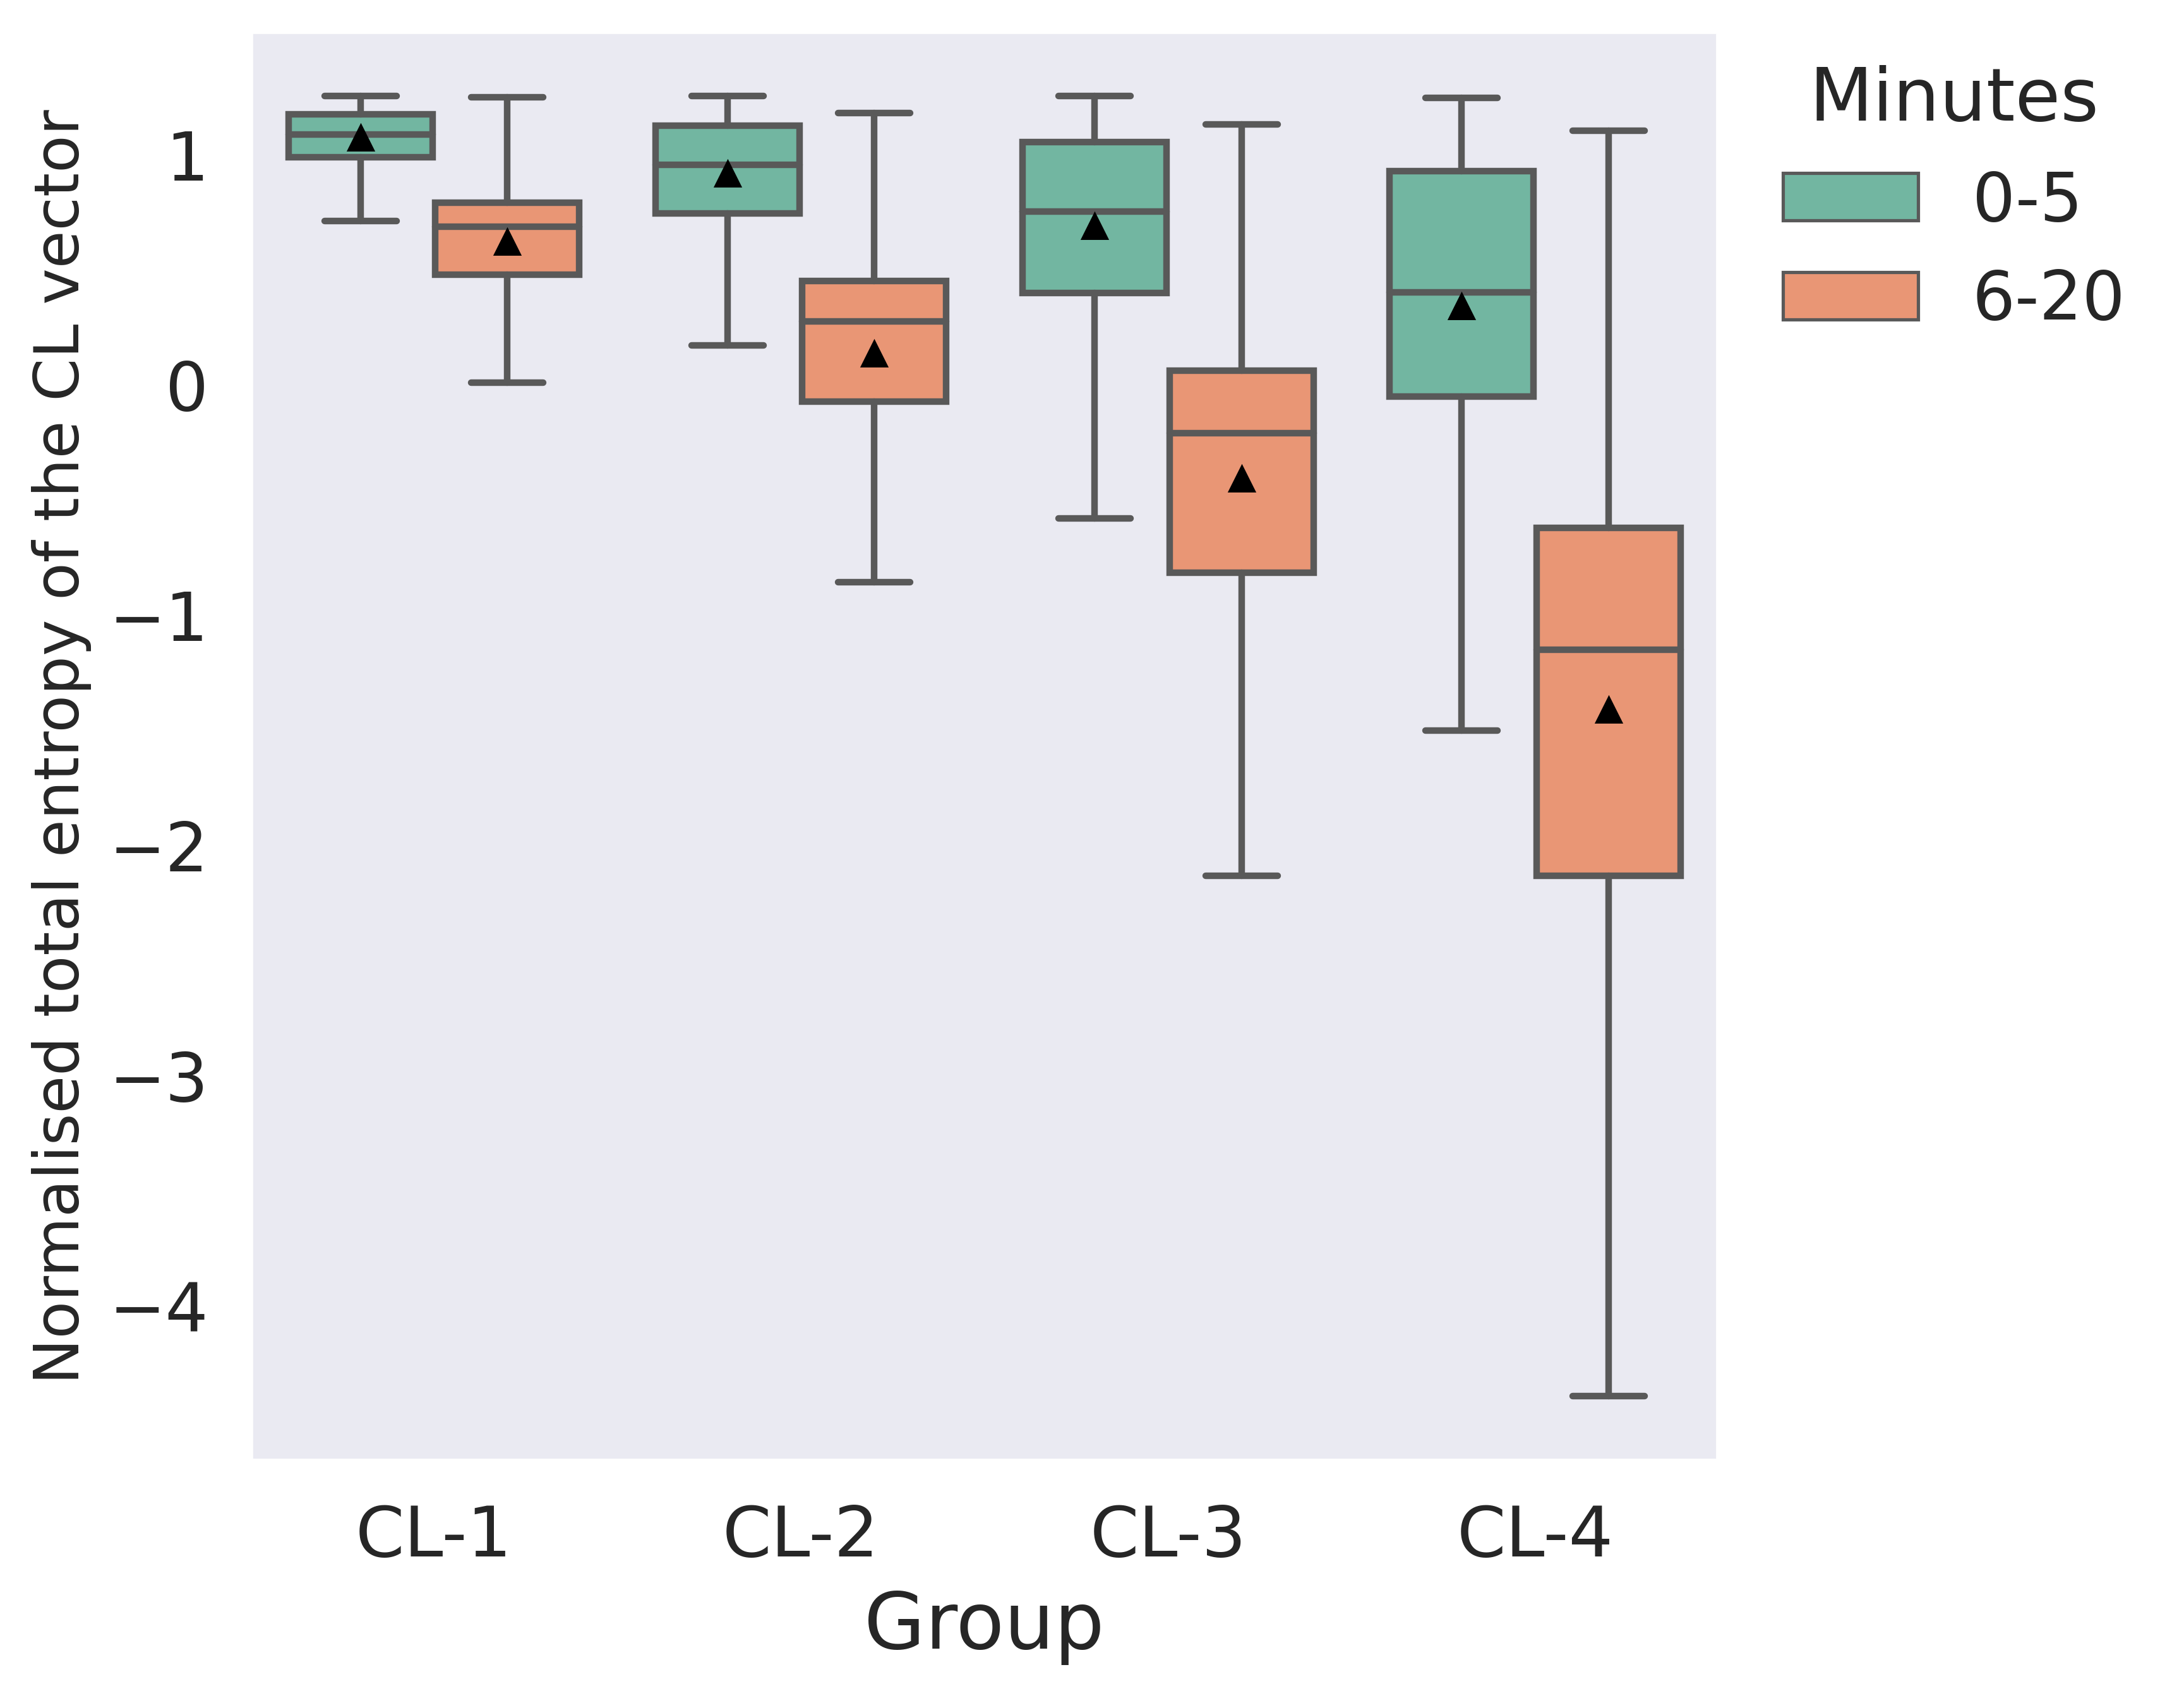 Normalised total entropy of the CL vector
1
0
−1
−2
−3
−4
CL-1 CL-2 CL-3 CL-4
Group
Minutes
0-5
6-20